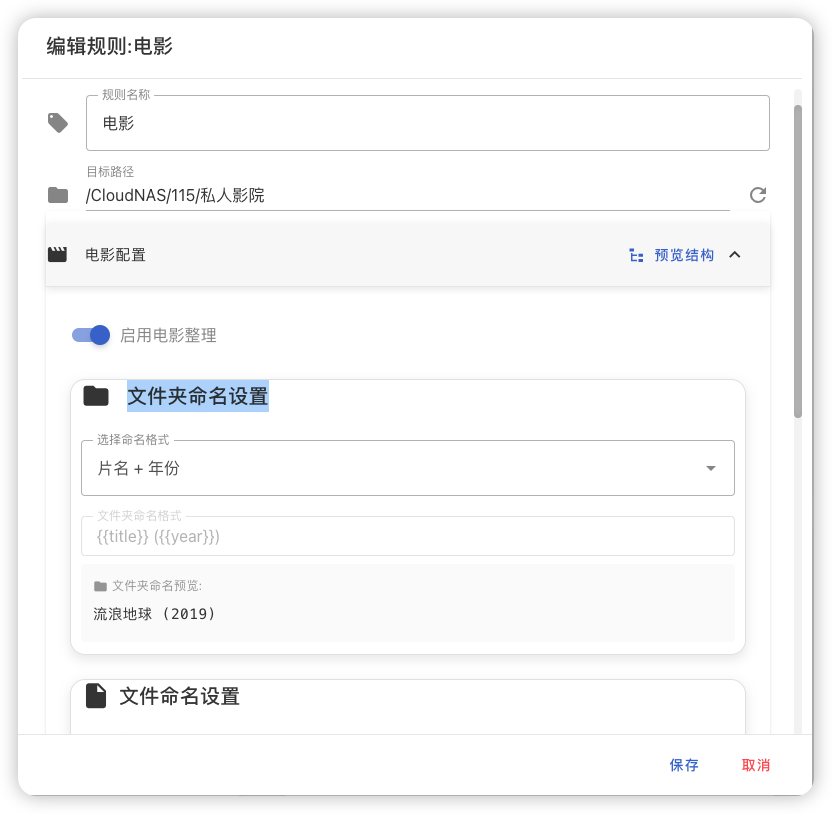 编辑规则:电影
规则名称
电影
目标路径
/CloudNAS/115/私人影院
电影配置
预览结构
启用电影整理
文件夹命名设置
选择命名格式
片名 + 年份
文件夹命名格式
{{title}} ({{year}})
文件夹命名预览:
流浪地球 (2019)
文件命名设置
保存
取消